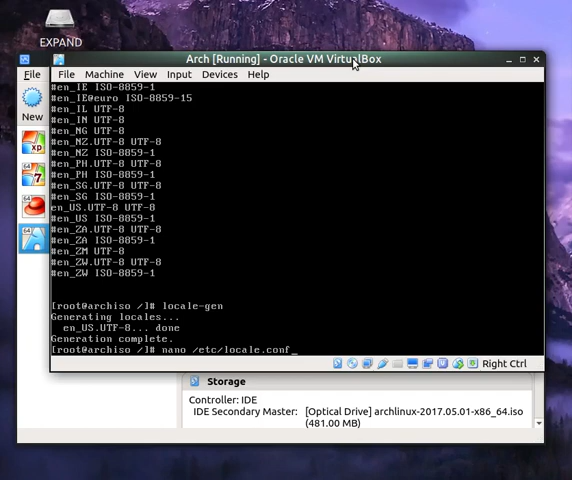 EXPAND
Arch [Running] - Oracle VM VirtualBox
File
File Machine View Input Devices Help
New
#en_IE ISO-8859-1
#en_IE@euro ISO-8859-15
#en_IL UTF-8
#en_IN UTF-8
#en_NG UTF-8
#en_NZ.UTF-8 UTF-8
#en_NZ ISO-8859-1
#en_PH.UTF-8 UTF-8
#en_PH ISO-8859-1
#en_SG.UTF-8 UTF-8
#en_SG ISO-8859-1
en_US.UTF-8 UTF-8
#en_US ISO-8859-1
#en_ZA.UTF-8 UTF-8
#en_ZA ISO-8859-1
#en_ZM UTF-8
#en_ZW.UTF-8 UTF-8
#en_ZW ISO-8859-1
[root@archiso /]# locale-gen
Generating locales...
en_US.UTF-8... done
Generation complete.
[root@archiso /]# nano /etc/locale.conf_
Right Ctrl
Storage
Controller: IDE
IDE Secondary Master: [Optical Drive] archlinux-2017.05.01-x86_64.iso
(481.00 MB)
64
xp
64
7
64
64